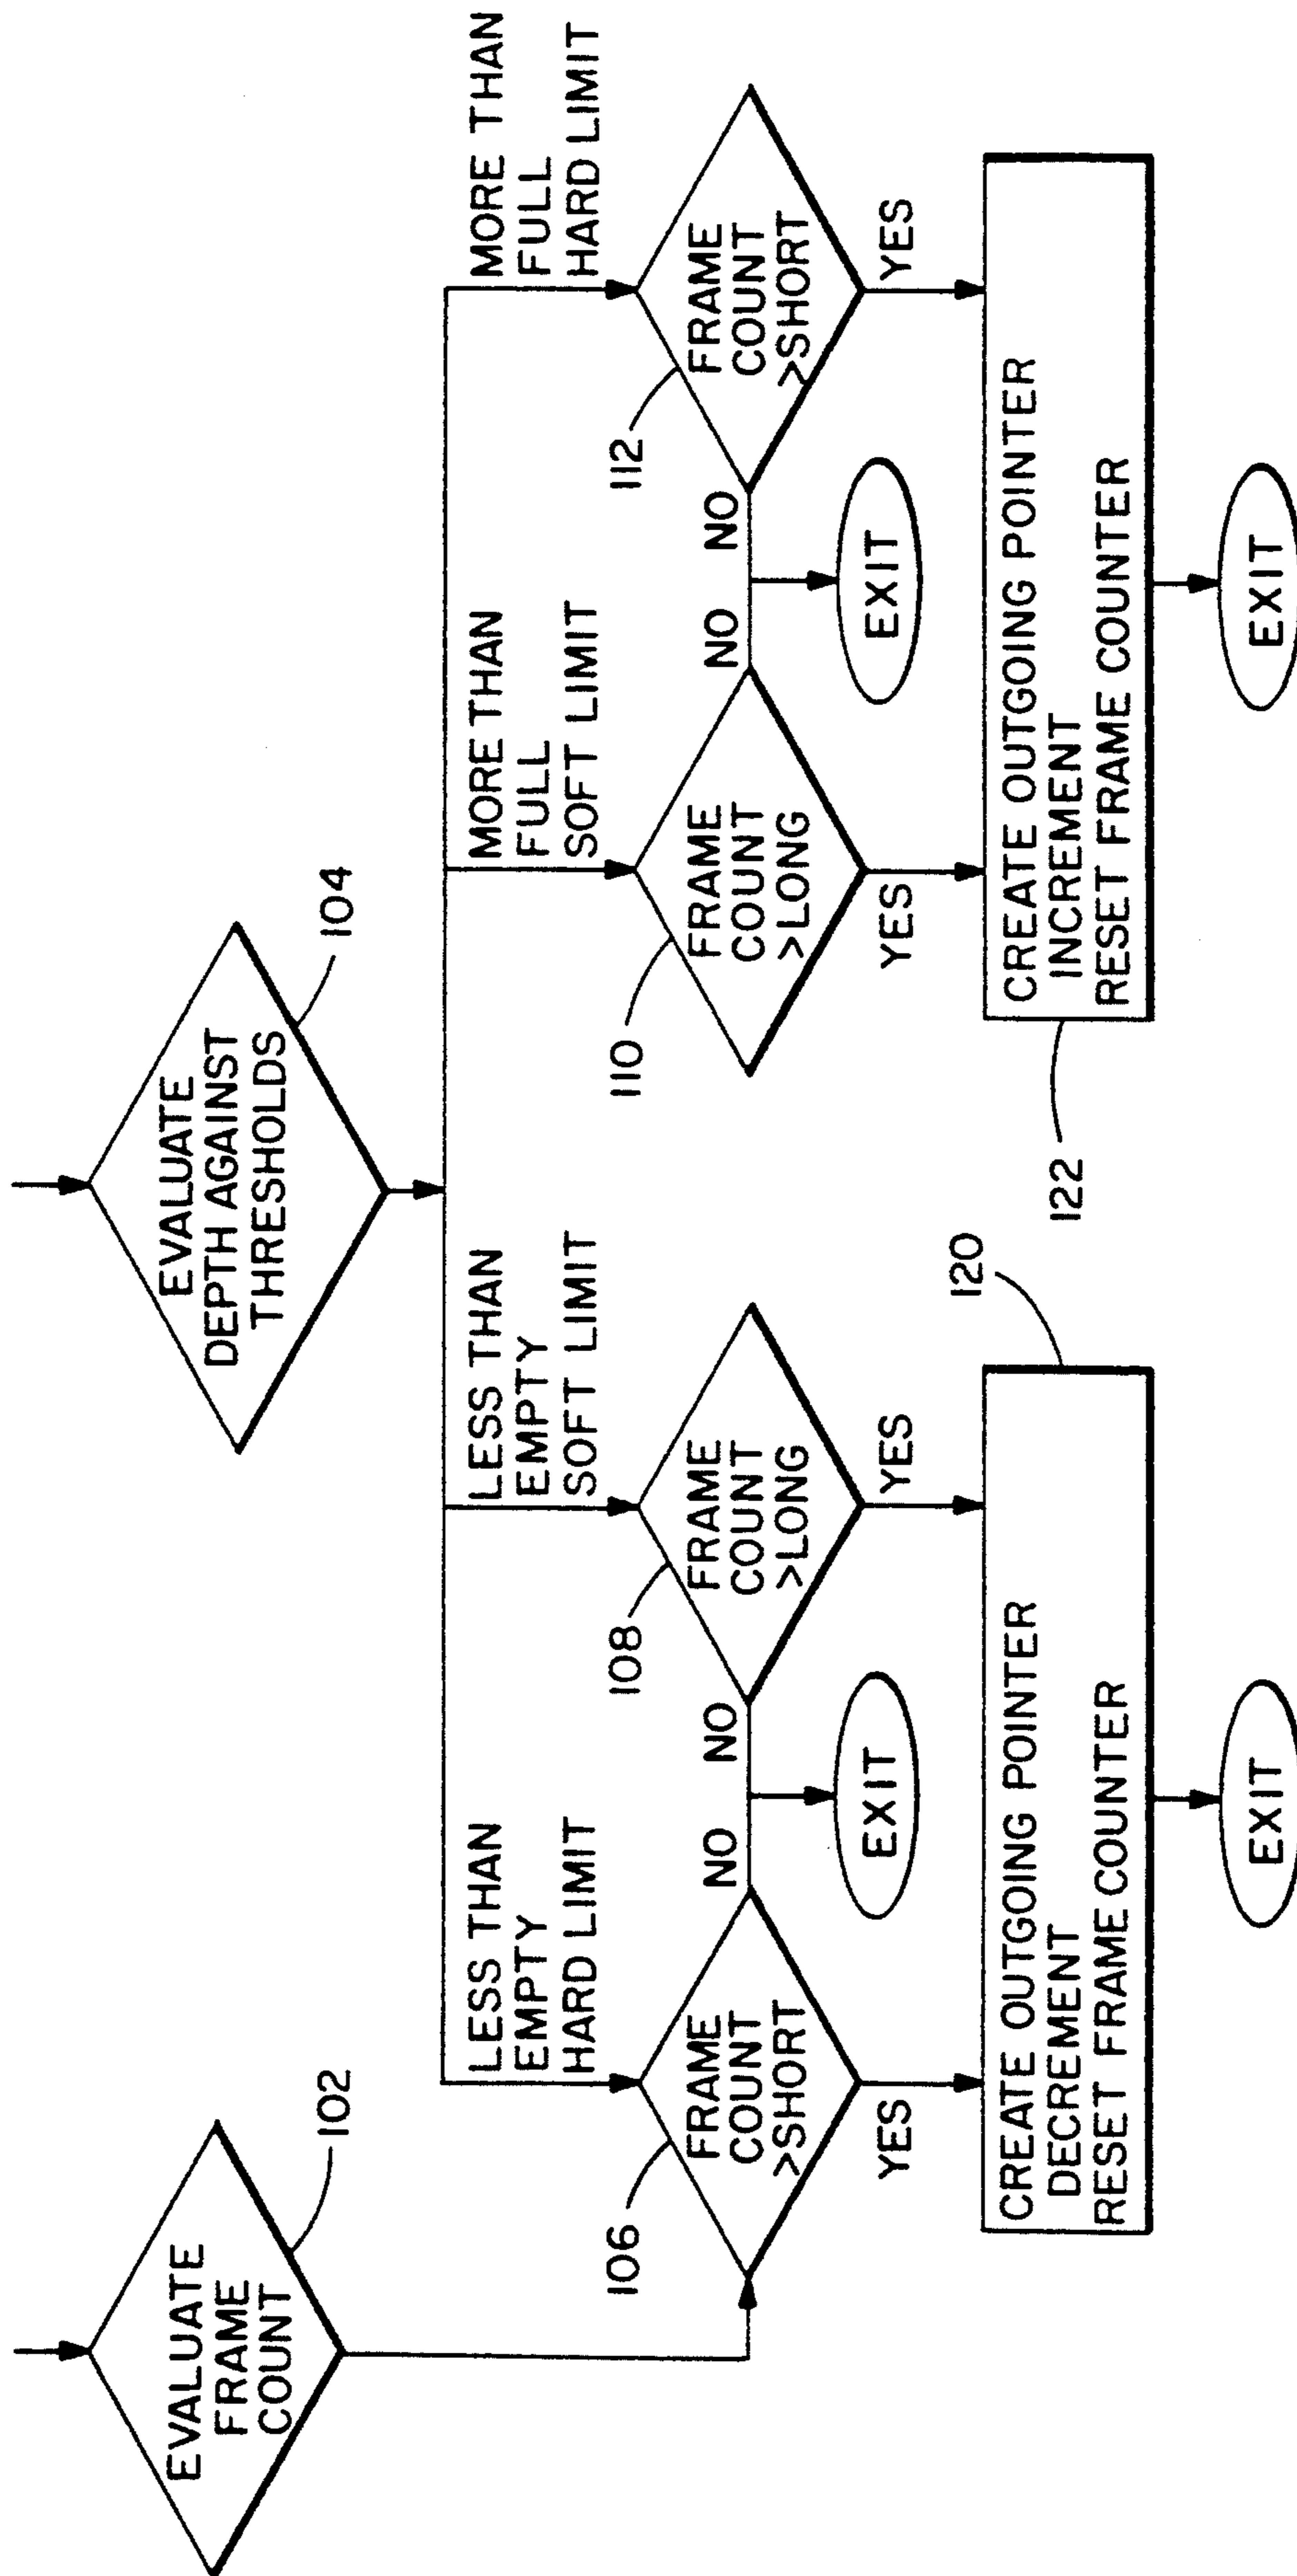 EVALUATE
FRAME
COUNT
102
EVALUATE
DEPTH AGAINST
THRESHOLDS
104
LESS THAN
EMPTY
HARD LIMIT
LESS THAN
EMPTY
SOFT LIMIT
MORE THAN
FULL
SOFT LIMIT
MORE THAN
FULL
HARD LIMIT
106
FRAME
COUNT
>SHORT
NO
NO
108
FRAME
COUNT
>LONG
110
FRAME
COUNT
>LONG
NO
NO
112
FRAME
COUNT
>SHORT
YES
EXIT
YES
YES
EXIT
YES
CREATE OUTGOING POINTER
DECREMENT
RESET FRAME COUNTER
120
122
CREATE OUTGOING POINTER
INCREMENT
RESET FRAME COUNTER
EXIT
EXIT